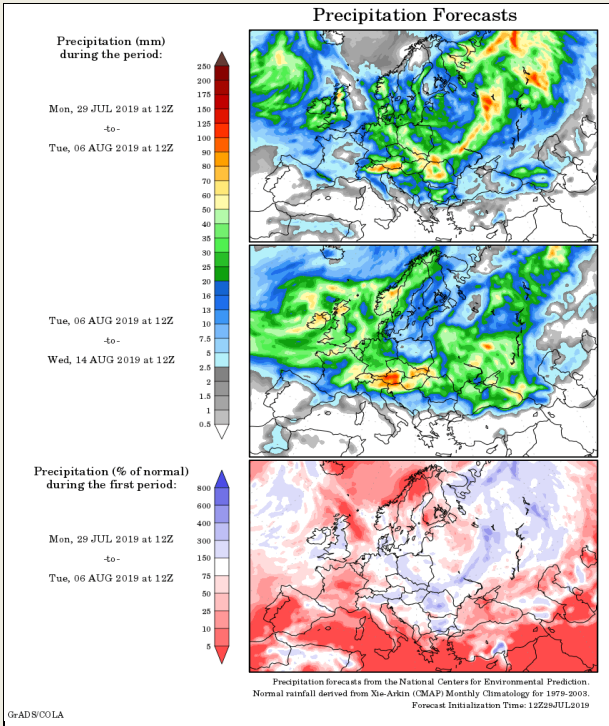 Precipitation Forecasts
Precipitation (mm)
during the period:
Mon, 29 JUL 2019 at 12Z
-to-
Tue, 06 AUG 2019 at 12Z
250
200
175
150
125
100
90
80
70
60
50
40
35
30
25
20
16
13
10
7.5
5
2.5
2
1.5
1
0.5
Tue, 06 AUG 2019 at 12Z
-to-
Wed, 14 AUG 2019 at 12Z
Precipitation (% of normal)
during the first period:
Mon, 29 JUL 2019 at 12Z
-to-
Tue, 06 AUG 2019 at 12Z
800
600
400
300
150
75
50
25
10
5
Precipitation forecasts from the National Centers for Environmental Prediction.
Normal rainfall derived from Xie-Arkin (CMAP) Monthly Climatology for 1979-2003.
Forecast Initialization Time: 12Z29JUL2019
GrADS/COLA